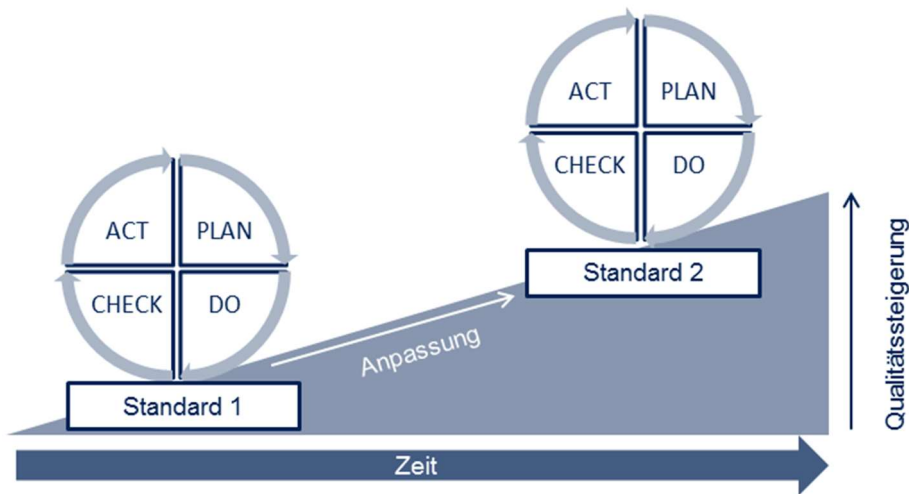 ACT PLAN
CHECK DO
Standard 2
ACT PLAN
CHECK DO
Standard 1
Anpassung
Qualitätssteigerung
Zeit